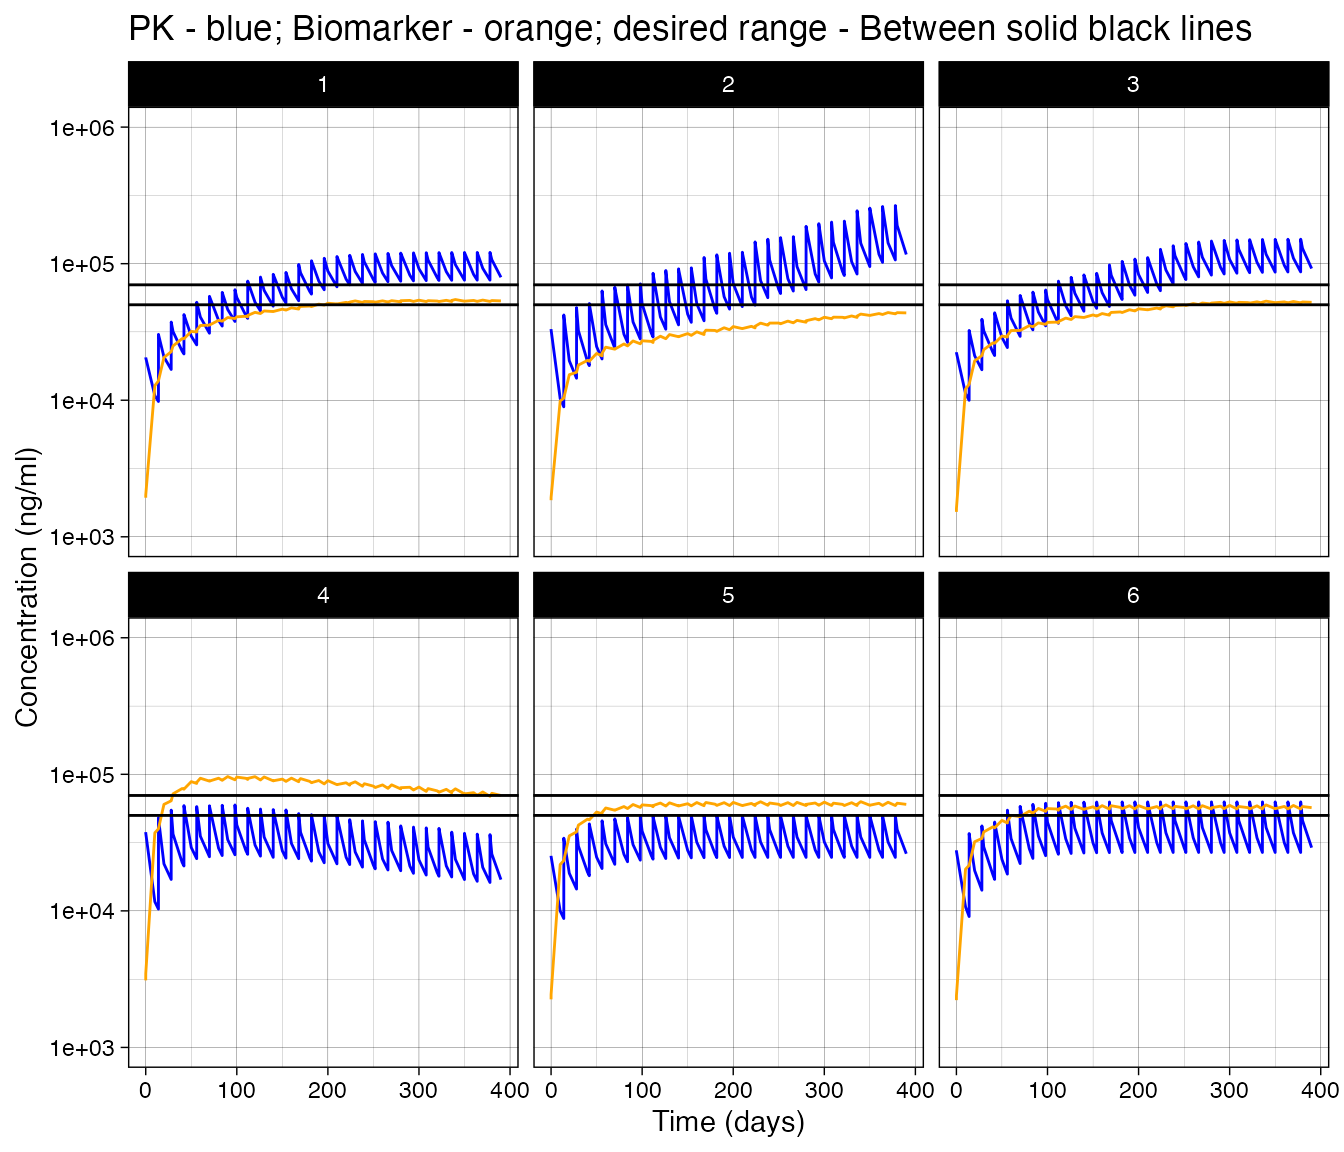 PK - blue; Biomarker - orange; desired range - Between solid black lines
1
2
3
1e+06
1e+05
1e+04
1e+03
4
5
6
1e+06
1e+05
1e+04
1e+03
Concentration (ng/ml)
0 100 200 300 400
0 100 200 300 400
0 100 200 300 400
Time (days)